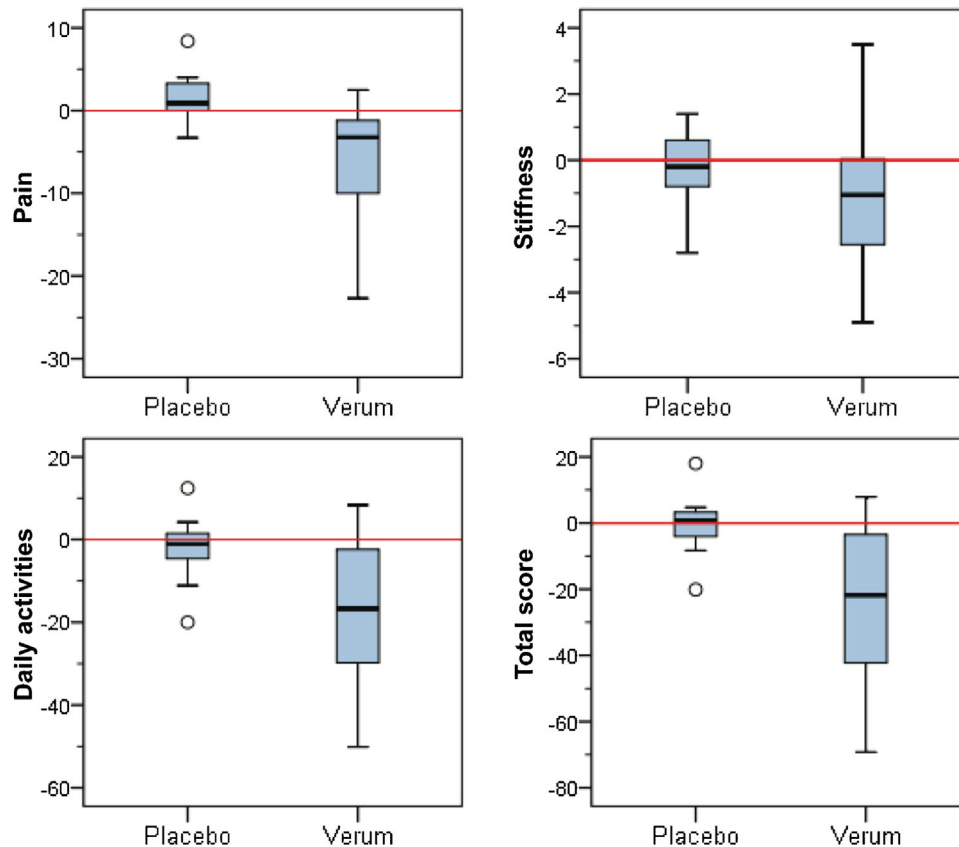 Pain
10
0
-10
-20
-30
Placebo Verum
Stiffness
4
2
0
-2
-4
-6
Placebo Verum
Daily activities
20
0
-20
-40
-60
Placebo Verum
Total score
20
0
-20
-40
-60
-80
Placebo Verum